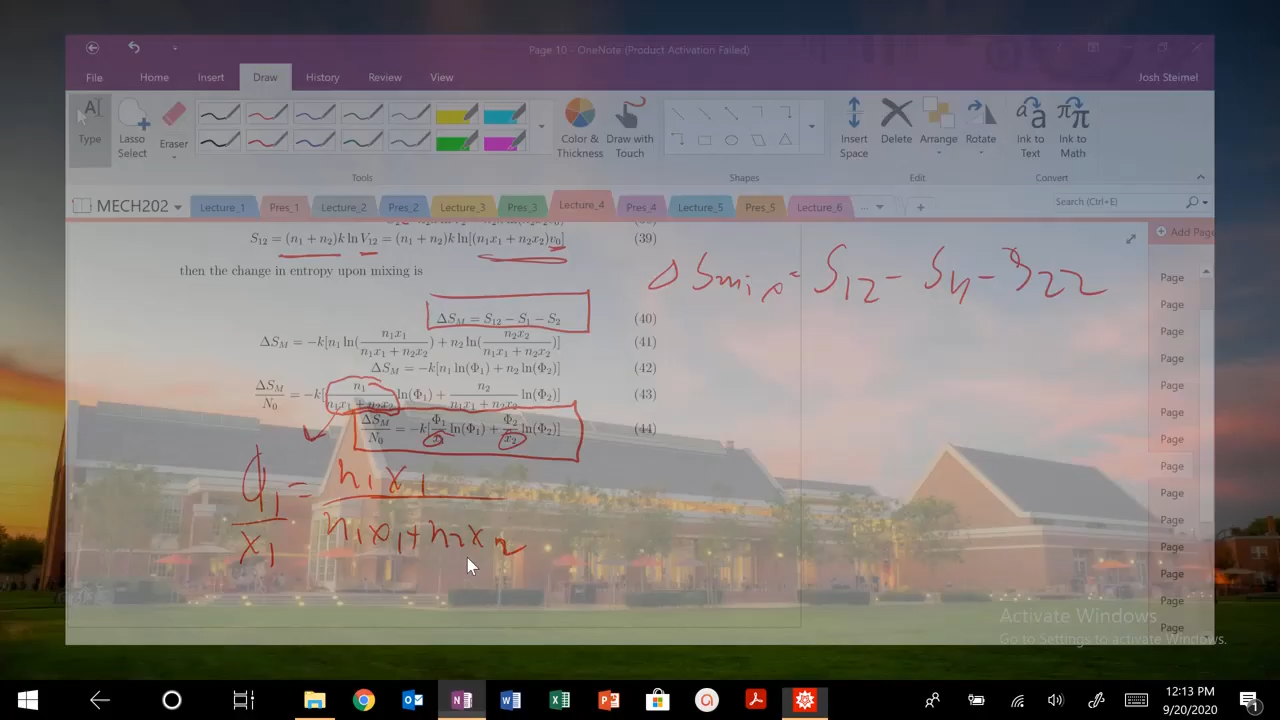 Page 10 - OneNote (Product Activation Failed)
File Home Insert Draw History Review View Josh Steimel
Type Lasso Select Eraser Color & Thickness Draw with Touch Insert Space Delete Arrange Rotate Ink to Text Ink to Math
Tools Shapes Edit Convert
MECH202 Lecture_1 Pres_1 Lecture_2 Pres_2 Lecture_3 Pres_3 Lecture_4 Pres_4 Lecture_5 Pres_5 Lecture_6 ... Search (Ctrl+E)
Add Page
S₁₂ = (n₁ + n₂)k ln V₁₂ = (n₁ + n₂)k ln[(n₁x₁ + n₂x₂)v₀] (39)
then the change in entropy upon mixing is
ΔSmix = S₁₂ - S₁₁ - S₂₂
ΔS_M = S₁₂ − S₁ − S₂ (40)
ΔS_M = −k[n₁ ln(n₁x₁/(n₁x₁ + n₂x₂)) + n₂ ln(n₂x₂/(n₁x₁ + n₂x₂))] (41)
ΔS_M = −k[n₁ ln(Φ₁) + n₂ ln(Φ₂)] (42)
ΔS_M/N₀ = −k[n₁/(n₁x₁ + n₂x₂) ln(Φ₁) + n₂/(n₁x₁ + n₂x₂) ln(Φ₂)] (43)
ΔS_M/N₀ = −k[Φ₁/x₁ ln(Φ₁) + Φ₂/x₂ ln(Φ₂)] (44)
Φ₁/x₁ = n₁x₁/(n₁x₁+n₂x₂)
Page
Page
Page
Page
Page
Page
Page
Page
Page
Page
Page
Page
Page
Page
Activate Windows
Go to Settings to activate Windows.
12:13 PM
9/20/2020
1